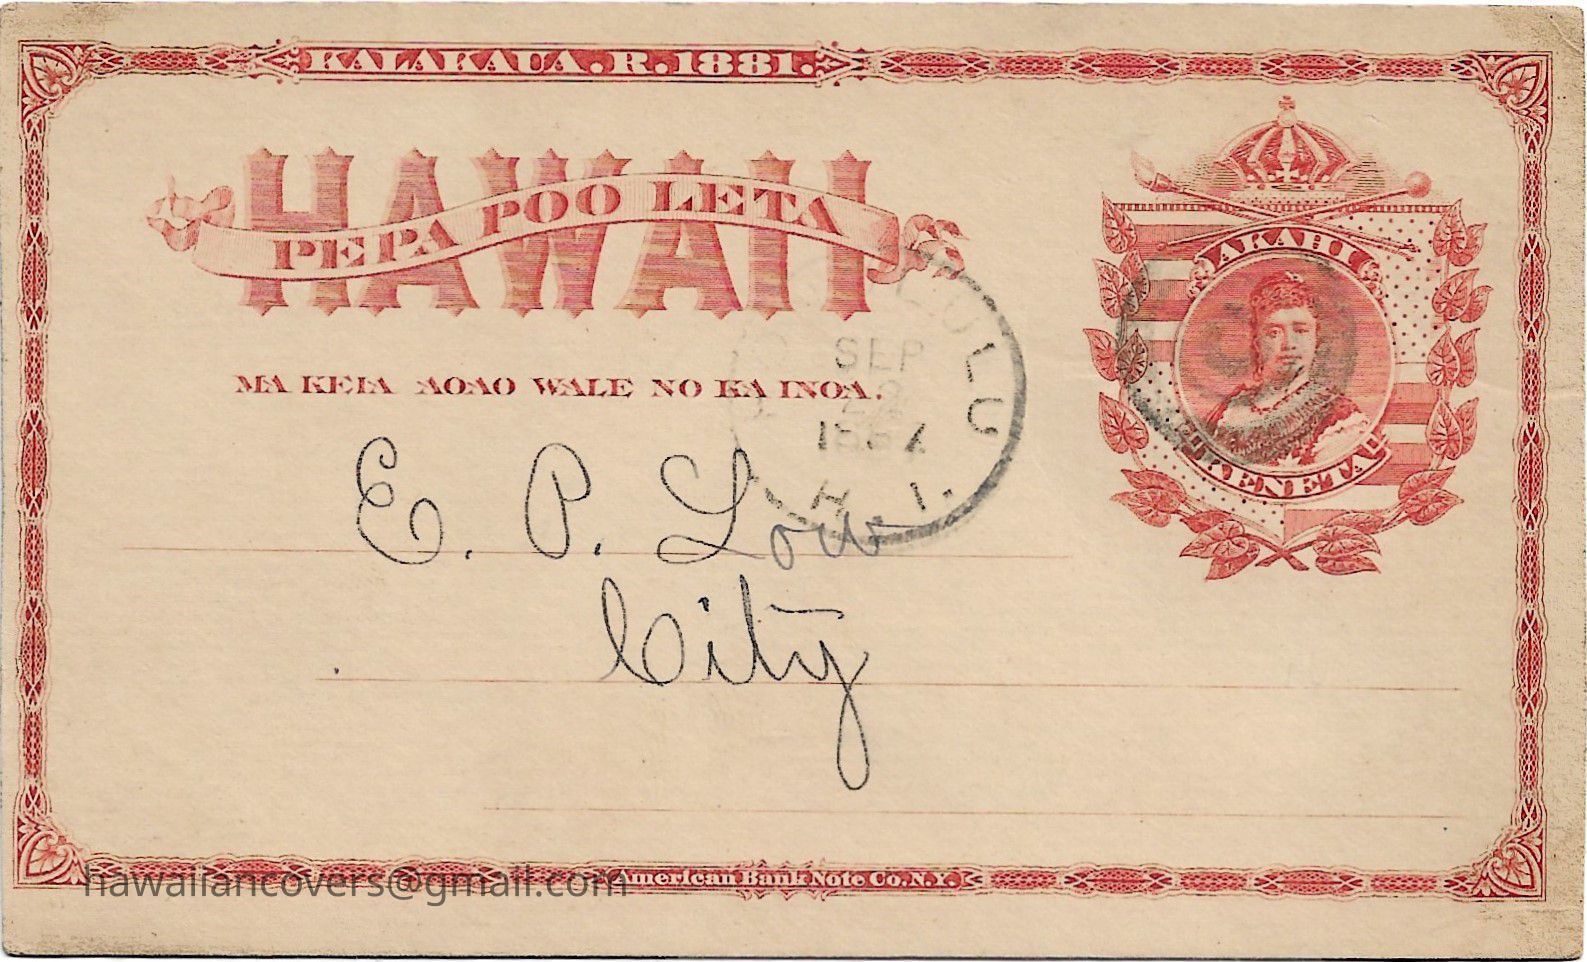 KALAKAUA. R. 1881.
HAWAII
PEPA POO LETA
AKAHI
KENETA
MA KEIA AOAO WALE NO KA INOA.
SEP
H. I.
E. P. Low
City
American Bank Note Co. N.Y.
hawaiiancovers@gmail.com